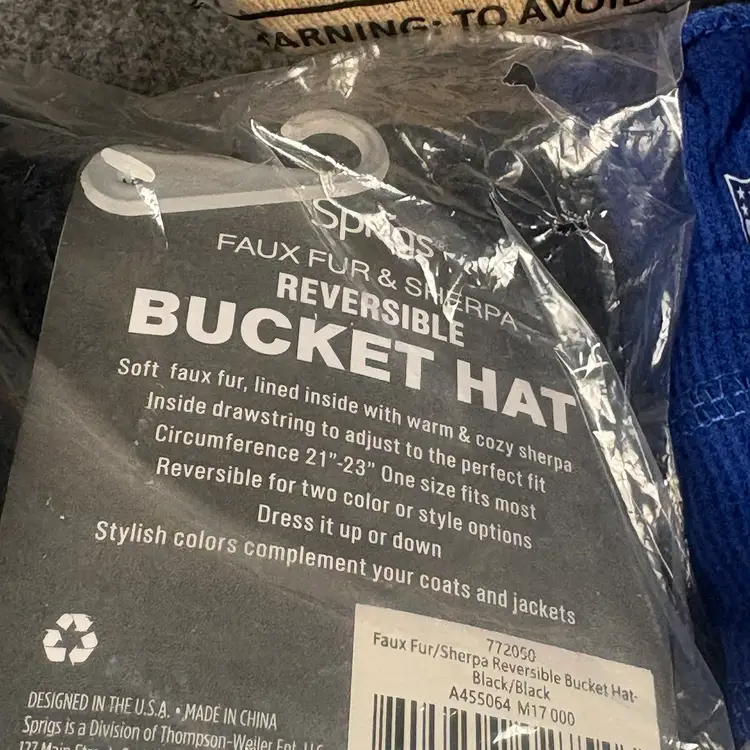 WARNING: TO AVOID
Sprigs
FAUX FUR & SHERPA
REVERSIBLE
BUCKET HAT
Soft faux fur, lined inside with warm & cozy sherpa
Inside drawstring to adjust to the perfect fit
Circumference 21"-23" One size fits most
Reversible for two color or style options
Dress it up or down
Stylish colors complement your coats and jackets
772050
Faux Fur/Sherpa Reversible Bucket Hat-
Black/Black
A455064 M17 000
DESIGNED IN THE U.S.A. • MADE IN CHINA
Sprigs is a Division of Thompson-Weiler Ent. LLC
127 Main